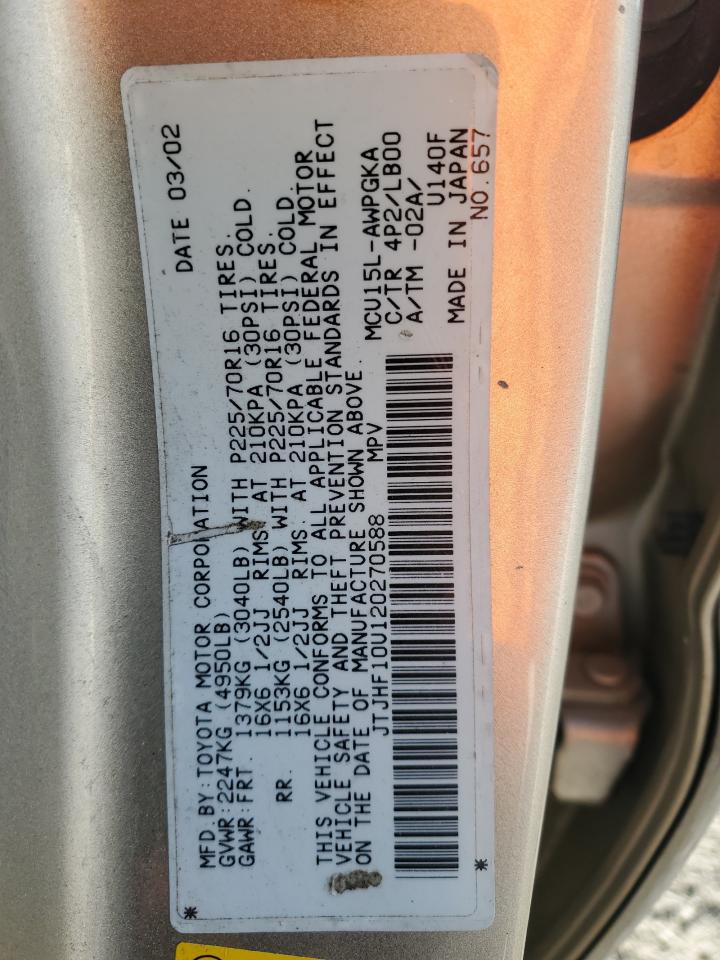 MFD. BY: TOYOTA MOTOR CORPORATION DATE 03/02
GVWR: 2247KG (4950LB)
GAWR: FRT. 1379KG (3040LB) WITH P225/70R16 TIRES.
16X6 1/2JJ RIMS AT 210KPA (30PSI) COLD.
RR. 1153KG (2540LB) WITH P225/70R16 TIRES.
16X6 1/2JJ RIMS. AT 210KPA (30PSI) COLD.
THIS VEHICLE CONFORMS TO ALL APPLICABLE FEDERAL MOTOR
VEHICLE SAFETY AND THEFT PREVENTION STANDARDS IN EFFECT
ON THE DATE OF MANUFACTURE SHOWN ABOVE.
JTJHF10U120270588 MPV
MCU15L-AWPGKA
C/TR 4P2/LB00
A/TM -02A/
U140F
MADE IN JAPAN
NO.657